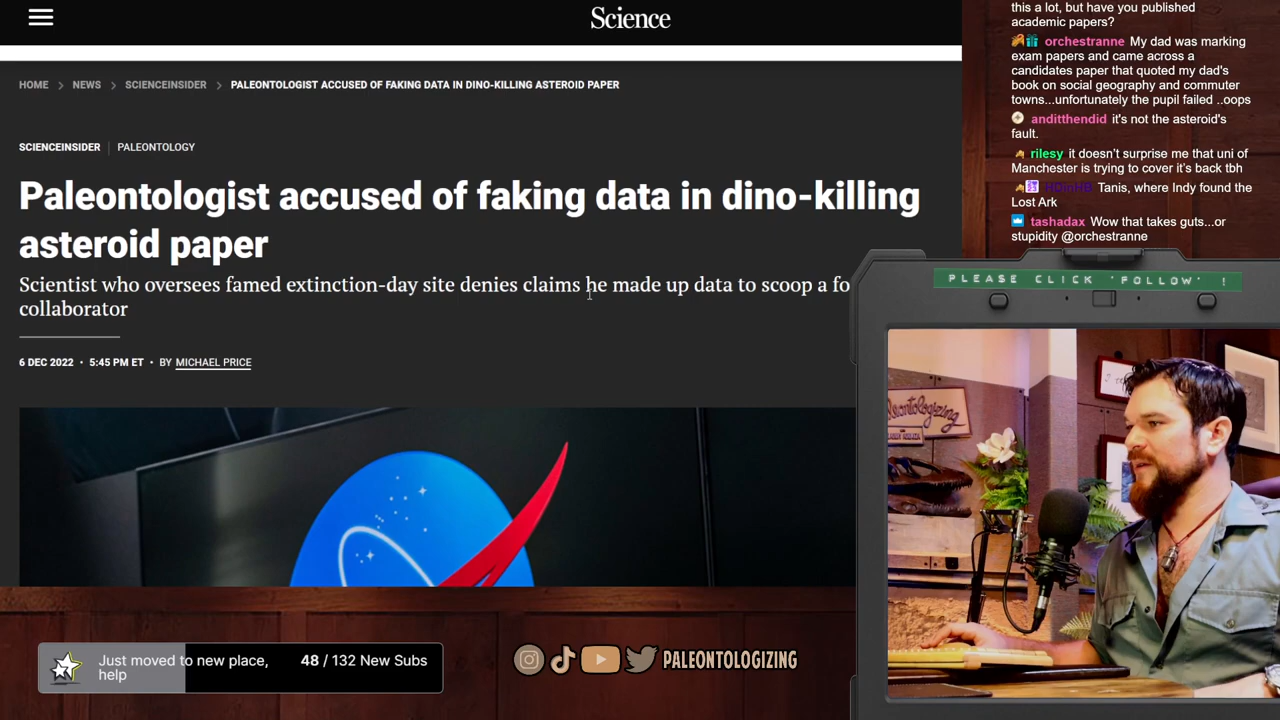 Science
HOME > NEWS > SCIENCEINSIDER > PALEONTOLOGIST ACCUSED OF FAKING DATA IN DINO-KILLING ASTEROID PAPER
SCIENCEINSIDER | PALEONTOLOGY
Paleontologist accused of faking data in dino-killing
asteroid paper
Scientist who oversees famed extinction-day site denies claims he made up data to scoop a fo
collaborator
6 DEC 2022 • 5:45 PM ET • BY MICHAEL PRICE
this a lot, but have you published
academic papers?
orchestranne My dad was marking
exam papers and came across a
candidates paper that quoted my dad's
book on social geography and commuter
towns...unfortunately the pupil failed ..oops
anditthendid it's not the asteroid's
fault.
rilesy it doesn't surprise me that uni of
Manchester is trying to cover it's back tbh
Tanis, where Indy found the
Lost Ark
tashadax Wow that takes guts...or
stupidity @orchestranne
PLEASE CLICK 'FOLLOW' !
Just moved to new place,
help
48 / 132 New Subs
PALEONTOLOGIZING